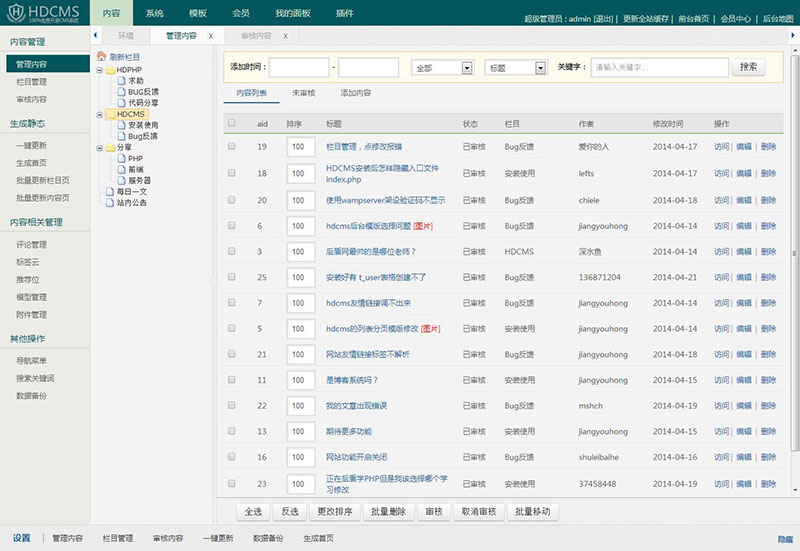 HDCMS
100%免费开源CMS系统
内容 系统 模板 会员 我的面板 插件
超级管理员 : admin [退出] | 更新全站缓存 | 前台首页 | 会员中心 | 后台地图
内容管理
管理内容
栏目管理
审核内容
生成静态
一键更新
生成首页
批量更新栏目页
批量更新内容页
内容相关管理
评论管理
标签云
推荐位
模型管理
附件管理
其他操作
导航菜单
搜索关键词
数据备份
环境 管理内容 x 审核内容 x
刷新栏目
HDPHP
求助
BUG反馈
代码分享
HDCMS
安装使用
Bug反馈
分享
PHP
前端
服务器
每日一文
站内公告
添加时间： - 全部 标题 关键字： 请输入关键字... 搜索
内容列表 未审核 添加内容
aid 排序 标题 状态 栏目 作者 修改时间 操作
19 100 栏目管理，点修改报错 已审核 Bug反馈 爱你的人 2014-04-17 访问 | 编辑 | 删除
18 100 HDCMS安装后怎样隐藏入口文件index.php 已审核 安装使用 lefts 2014-04-17 访问 | 编辑 | 删除
20 100 使用wampserver架设验证码不显示 已审核 Bug反馈 chiele 2014-04-18 访问 | 编辑 | 删除
6 100 hdcms后台模版选择问题 [图片] 已审核 Bug反馈 jiangyouhong 2014-04-14 访问 | 编辑 | 删除
3 100 后盾网最帅的是哪位老师？ 已审核 HDCMS 深水鱼 2014-04-14 访问 | 编辑 | 删除
25 100 安装好有 t_user表格创建不了 已审核 Bug反馈 136871204 2014-04-21 访问 | 编辑 | 删除
7 100 hdcms友情链接调不出来 已审核 Bug反馈 jiangyouhong 2014-04-14 访问 | 编辑 | 删除
5 100 hdcms的列表分页模版修改 [图片] 已审核 安装使用 jiangyouhong 2014-04-14 访问 | 编辑 | 删除
21 100 网站友情链接标签不解析 已审核 Bug反馈 jiangyouhong 2014-04-18 访问 | 编辑 | 删除
11 100 是博客系统吗？ 已审核 安装使用 jiangyouhong 2014-04-15 访问 | 编辑 | 删除
22 100 我的文章出现错误 已审核 Bug反馈 mshch 2014-04-19 访问 | 编辑 | 删除
13 100 期待更多功能 已审核 安装使用 jiangyouhong 2014-04-15 访问 | 编辑 | 删除
16 100 网站功能开启关闭 已审核 Bug反馈 shuleibaihe 2014-04-16 访问 | 编辑 | 删除
23 100 正在后盾学PHP但是我该选择哪个学习修改 已审核 安装使用 37458448 2014-04-19 访问 | 编辑 | 删除
全选 反选 更改排序 批量删除 审核 取消审核 批量移动
设置 管理内容 栏目管理 审核内容 一键更新 数据备份 生成首页 隐藏